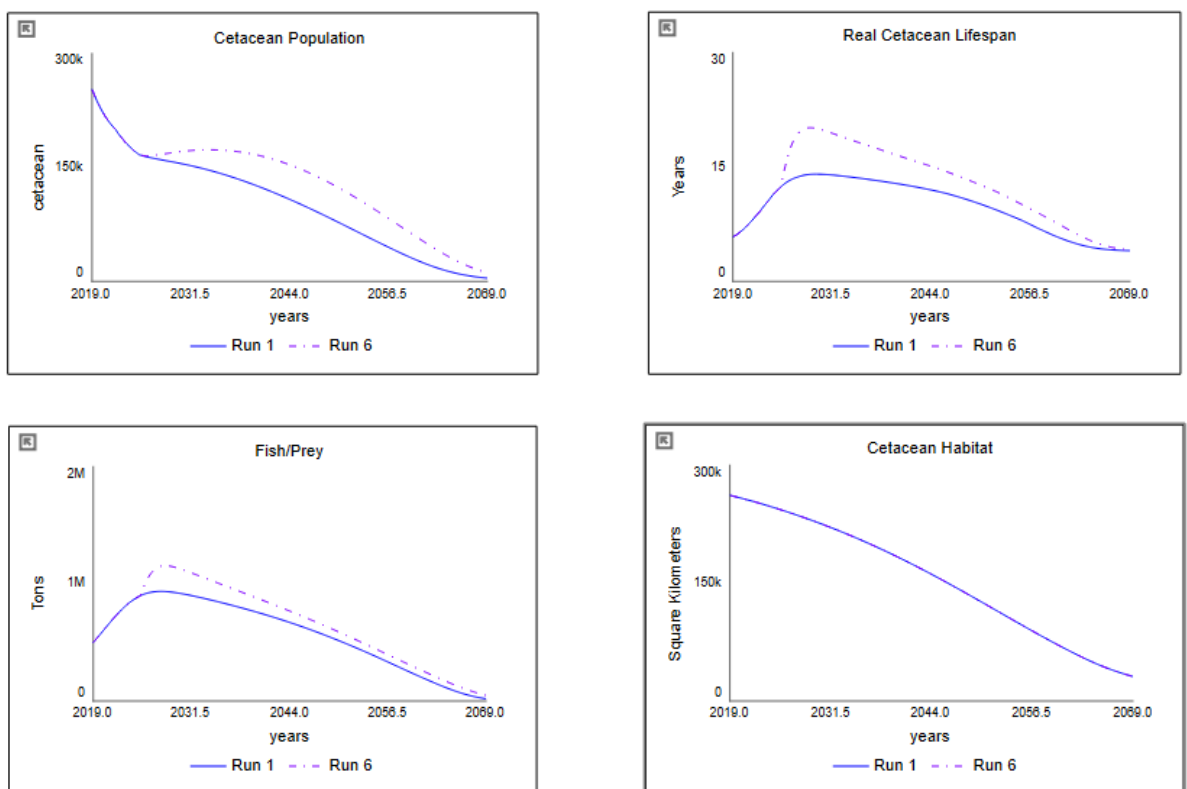 Cetacean Population
300k
150k
0
cetacean
2019.0 2031.5 2044.0 2056.5 2069.0
years
Run 1 Run 6
Real Cetacean Lifespan
30
15
0
Years
2019.0 2031.5 2044.0 2056.5 2069.0
years
Run 1 Run 6
Fish/Prey
2M
1M
0
Tons
2019.0 2031.5 2044.0 2056.5 2069.0
years
Run 1 Run 6
Cetacean Habitat
300k
150k
0
Square Kilometers
2019.0 2031.5 2044.0 2056.5 2069.0
years
Run 1 Run 6